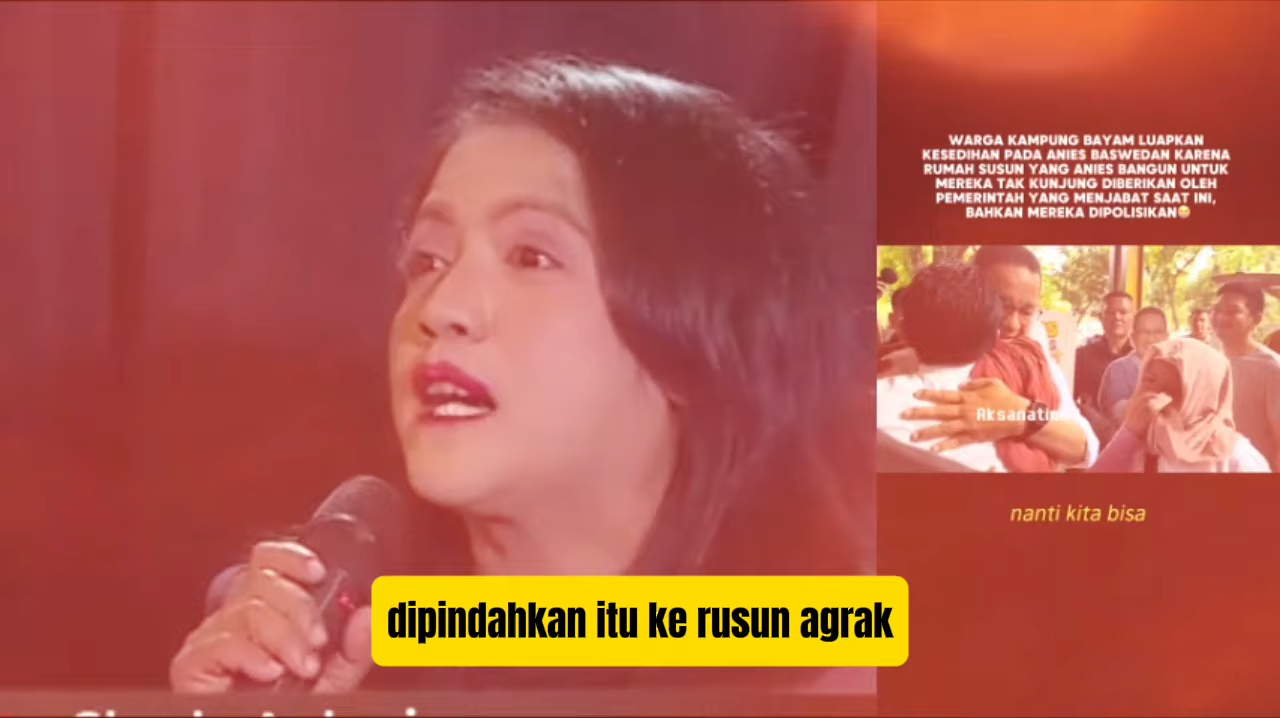 WARGA KAMPUNG BAYAM LUAPKAN
KESEDIHAN PADA ANIES BASWEDAN KARENA
RUMAH SUSUN YANG ANIES BANGUN UNTUK
MEREKA TAK KUNJUNG DIBERIKAN OLEH
PEMERINTAH YANG MENJABAT SAAT INI,
BAHKAN MEREKA DIPOLISIKAN
nanti kita bisa
dipindahkan itu ke rusun agrak